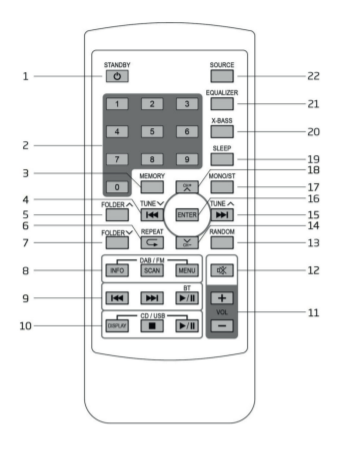 STANDBY SOURCE
1 22
EQUALIZER
1 2 3 21
X-BASS
2 4 5 6 20
SLEEP
7 8 9 19
3 18
0 MEMORY MONO/ST 17
4 16
FOLDER TUNE ENTER TUNE
5 15
6 14
FOLDER REPEAT RANDOM
7 13
DAB / FM
8 INFO SCAN MENU 12
BT
9 + 11
VOL
CD / USB
10 DISPLAY −